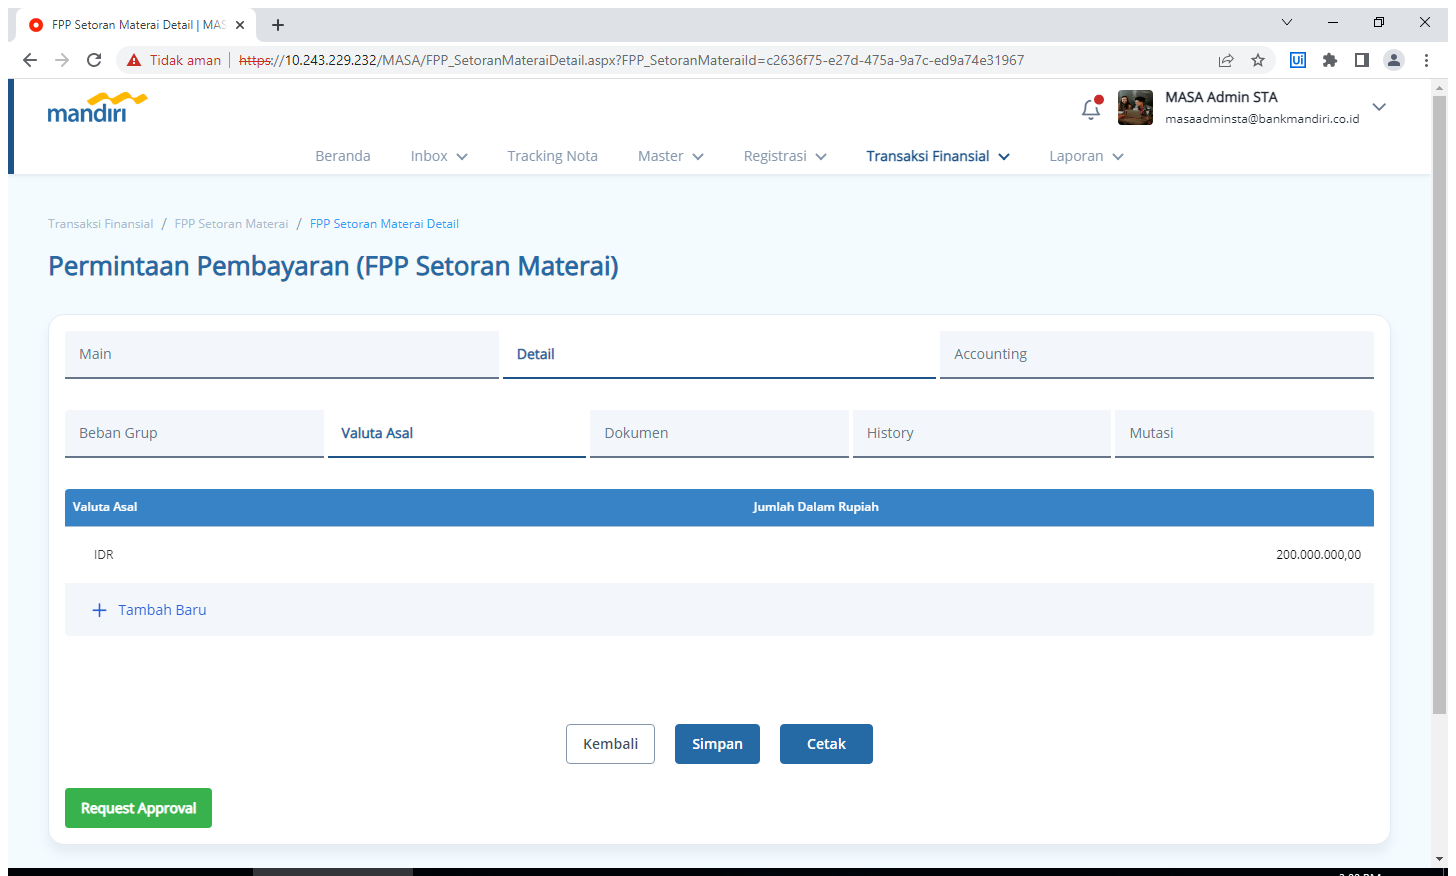 FPP Setoran Materai Detail | MAS
Tidak aman
https://10.243.229.232/MASA/FPP_SetoranMateraiDetail.aspx?FPP_SetoranMateraiId=c2636f75-e27d-475a-9a7c-ed9a74e31967
Ui
mandiri
MASA Admin STA
masaadminsta@bankmandiri.co.id
Beranda Inbox Tracking Nota Master Registrasi Transaksi Finansial Laporan
Transaksi Finansial / FPP Setoran Materai / FPP Setoran Materai Detail
Permintaan Pembayaran (FPP Setoran Materai)
Main Detail Accounting
Beban Grup Valuta Asal Dokumen History Mutasi
Valuta Asal Jumlah Dalam Rupiah
IDR 200.000.000,00
+ Tambah Baru
Kembali Simpan Cetak
Request Approval